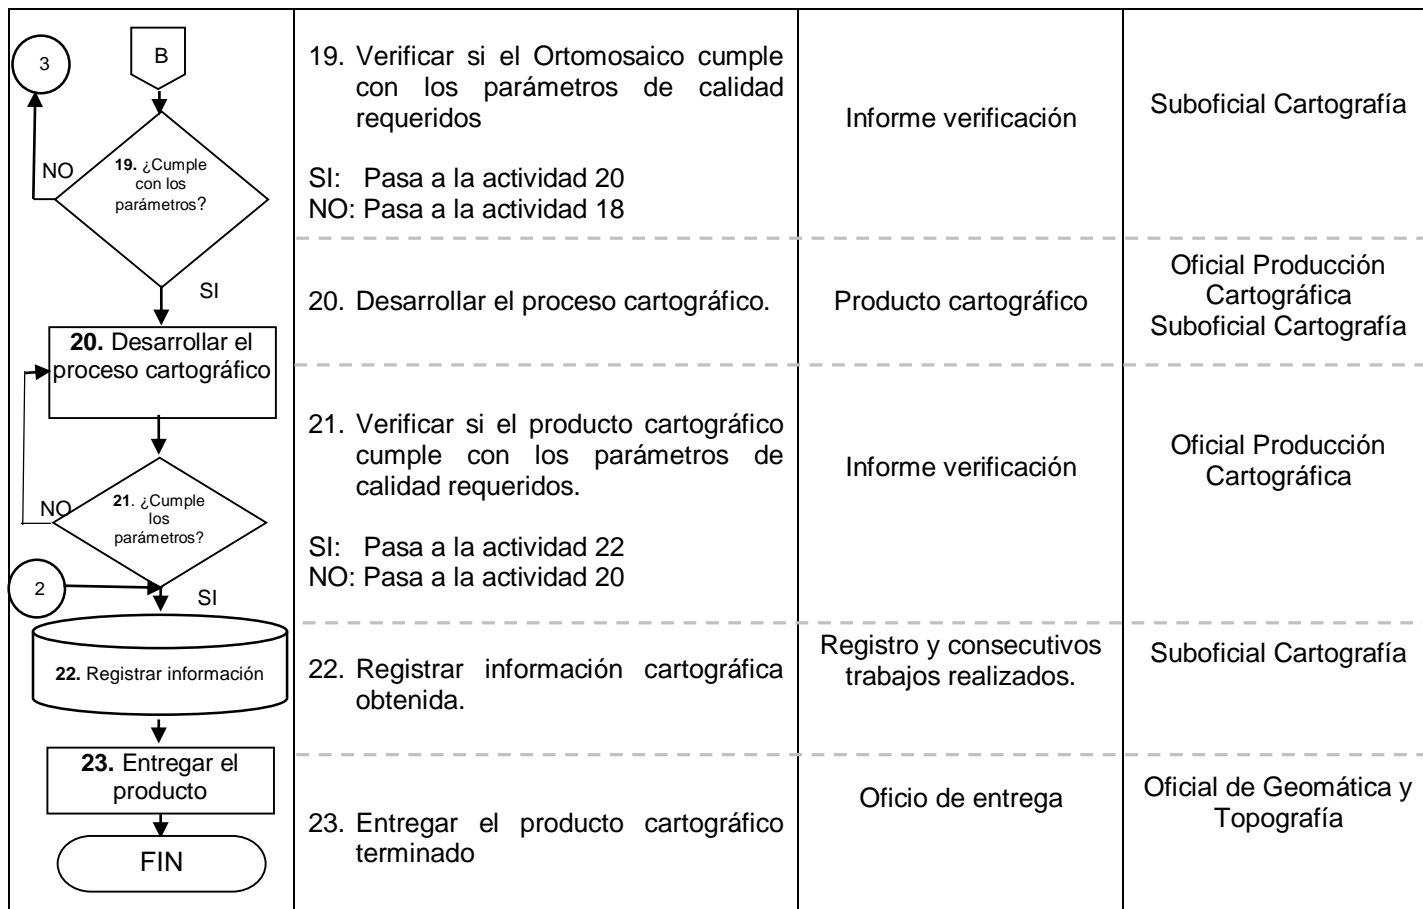 3
B
NO
19. ¿Cumple
con los
parámetros?
SI
20. Desarrollar el
proceso cartográfico
NO
21. ¿Cumple
los
parámetros?
2
SI
22. Registrar información
23. Entregar el
producto
FIN
19. Verificar si el Ortomosaico cumple
con los parámetros de calidad
requeridos
SI: Pasa a la actividad 20
NO: Pasa a la actividad 18
Informe verificación
Suboficial Cartografía
20. Desarrollar el proceso cartográfico.
Producto cartográfico
Oficial Producción
Cartográfica
Suboficial Cartografía
21. Verificar si el producto cartográfico
cumple con los parámetros de
calidad requeridos.
SI: Pasa a la actividad 22
NO: Pasa a la actividad 20
Informe verificación
Oficial Producción
Cartográfica
22. Registrar información cartográfica
obtenida.
Registro y consecutivos
trabajos realizados.
Suboficial Cartografía
23. Entregar el producto cartográfico
terminado
Oficio de entrega
Oficial de Geomática y
Topografía